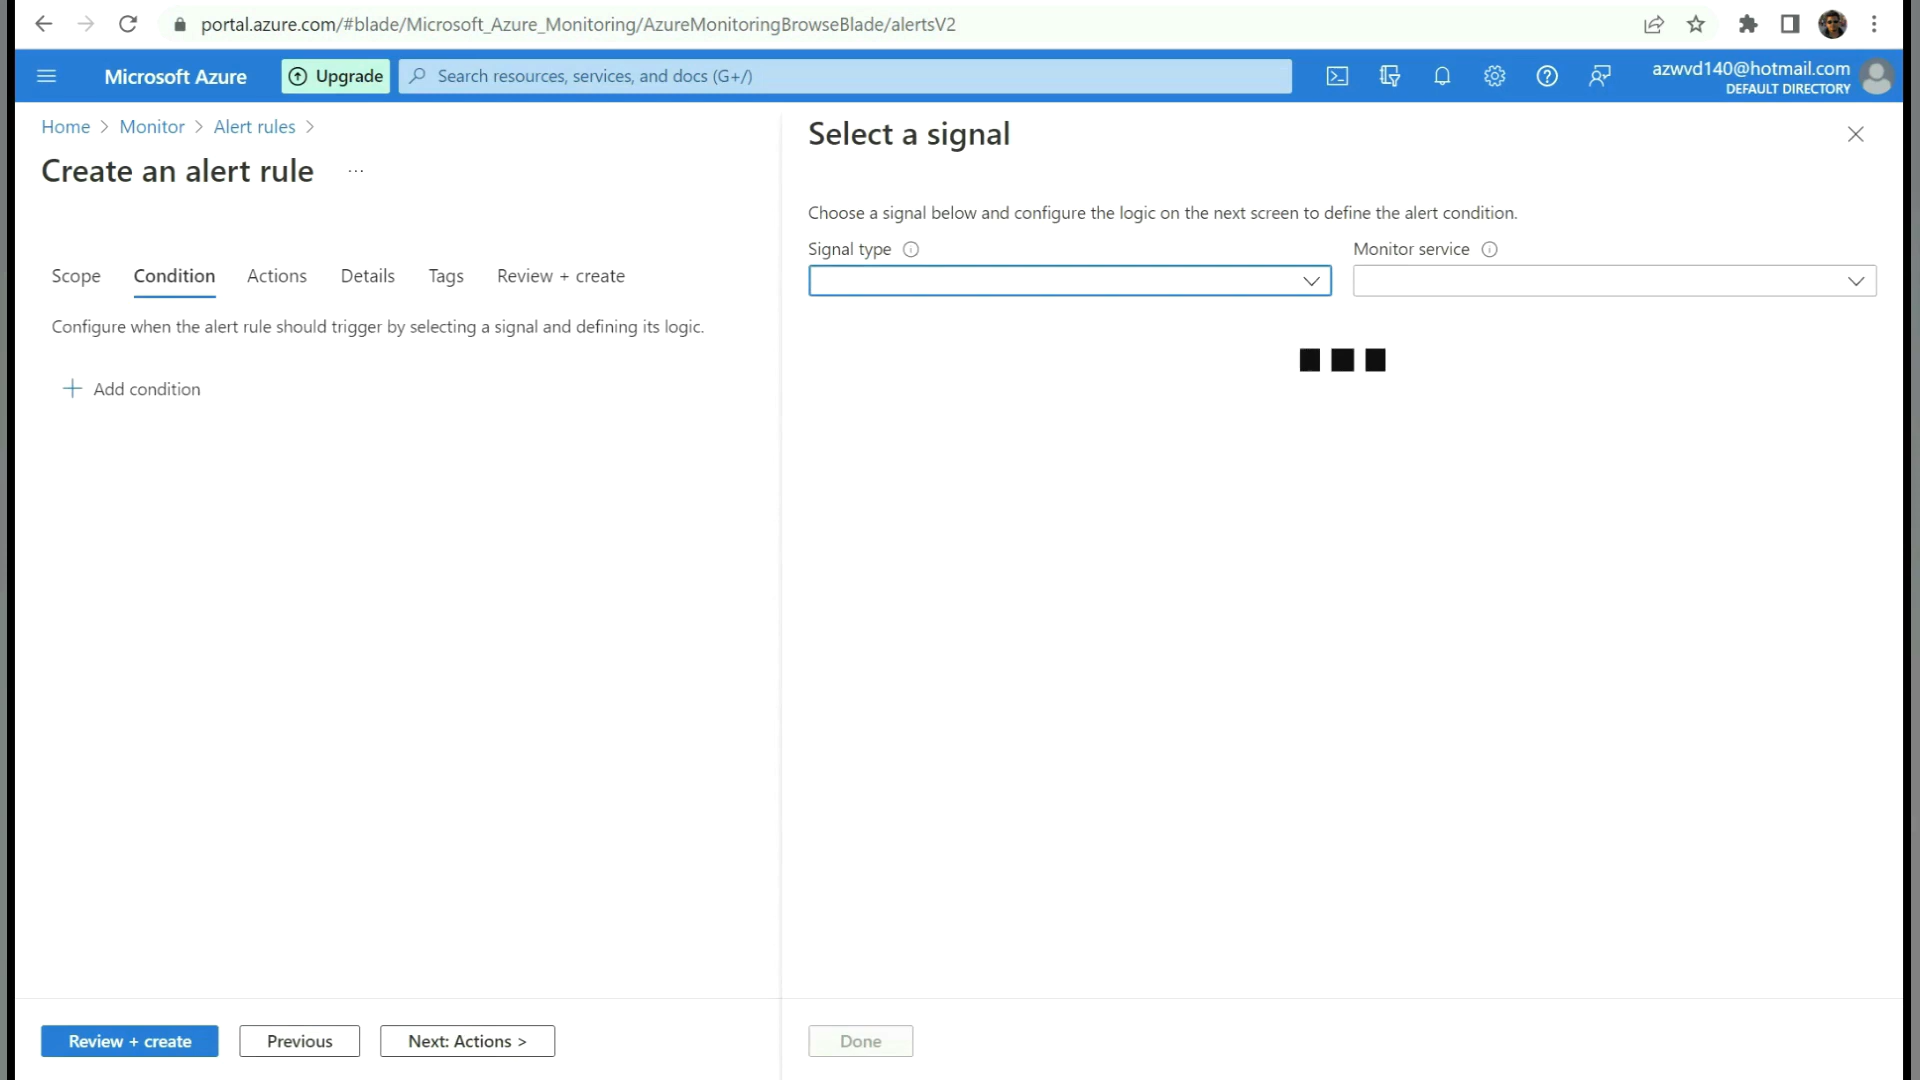 portal.azure.com/#blade/Microsoft_Azure_Monitoring/AzureMonitoringBrowseBlade/alertsV2
Microsoft Azure
Upgrade
Search resources, services, and docs (G+/)
azwvd140@hotmail.com
DEFAULT DIRECTORY
Home > Monitor > Alert rules >
Create an alert rule ...
Scope Condition Actions Details Tags Review + create
Configure when the alert rule should trigger by selecting a signal and defining its logic.
+ Add condition
Select a signal
Choose a signal below and configure the logic on the next screen to define the alert condition.
Signal type
Monitor service
Review + create
Previous
Next: Actions >
Done